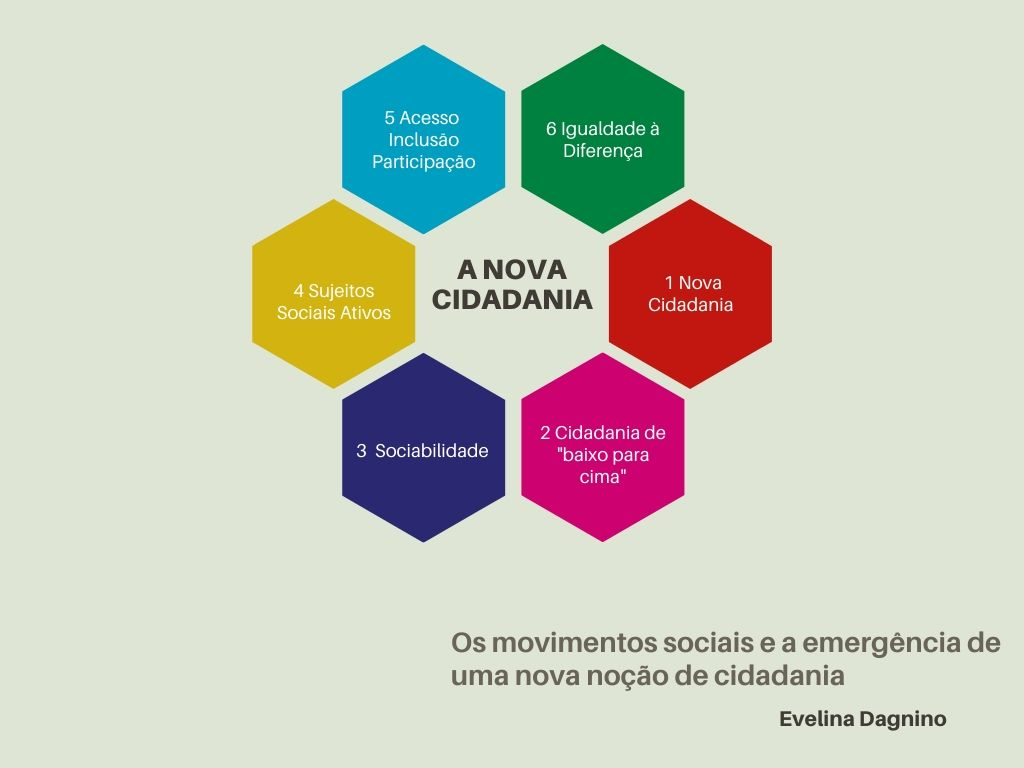 5 Acesso
Inclusão
Participação
6 Igualdade à
Diferença
4 Sujeitos
Sociais Ativos
A NOVA
CIDADANIA
1 Nova
Cidadania
3 Sociabilidade
2 Cidadania de
"baixo para
cima"
Os movimentos sociais e a emergência de
uma nova noção de cidadania
Evelina Dagnino